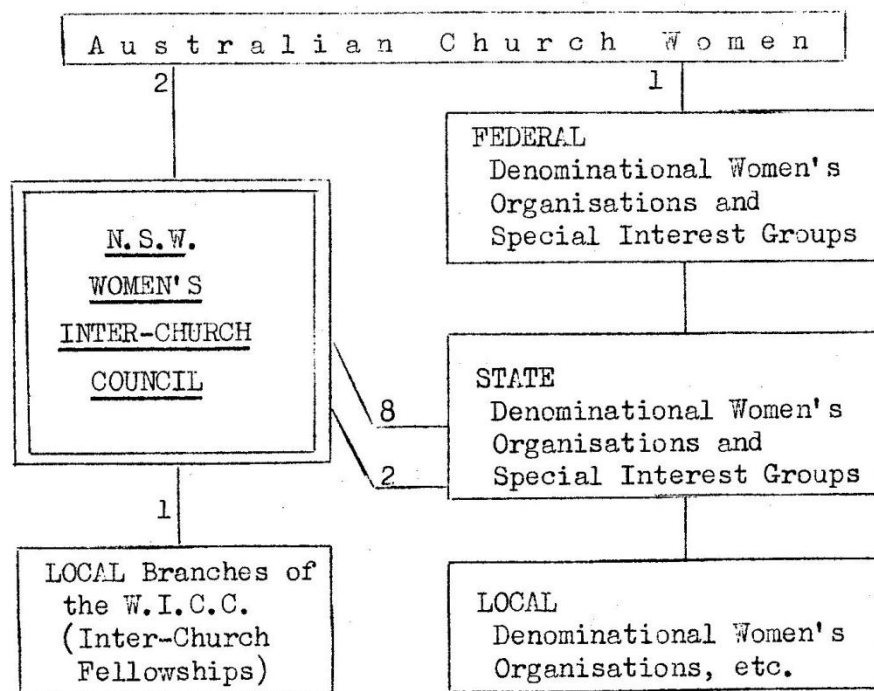 Australian Church Women
2
1
FEDERAL
Denominational Women's
Organisations and
Special Interest Groups
N.S.W.
WOMEN'S
INTER-CHURCH
COUNCIL
8
2
STATE
Denominational Women's
Organisations and
Special Interest Groups
1
LOCAL Branches of
the W.I.C.C.
(Inter-Church
Fellowships)
LOCAL
Denominational Women's
Organisations, etc.